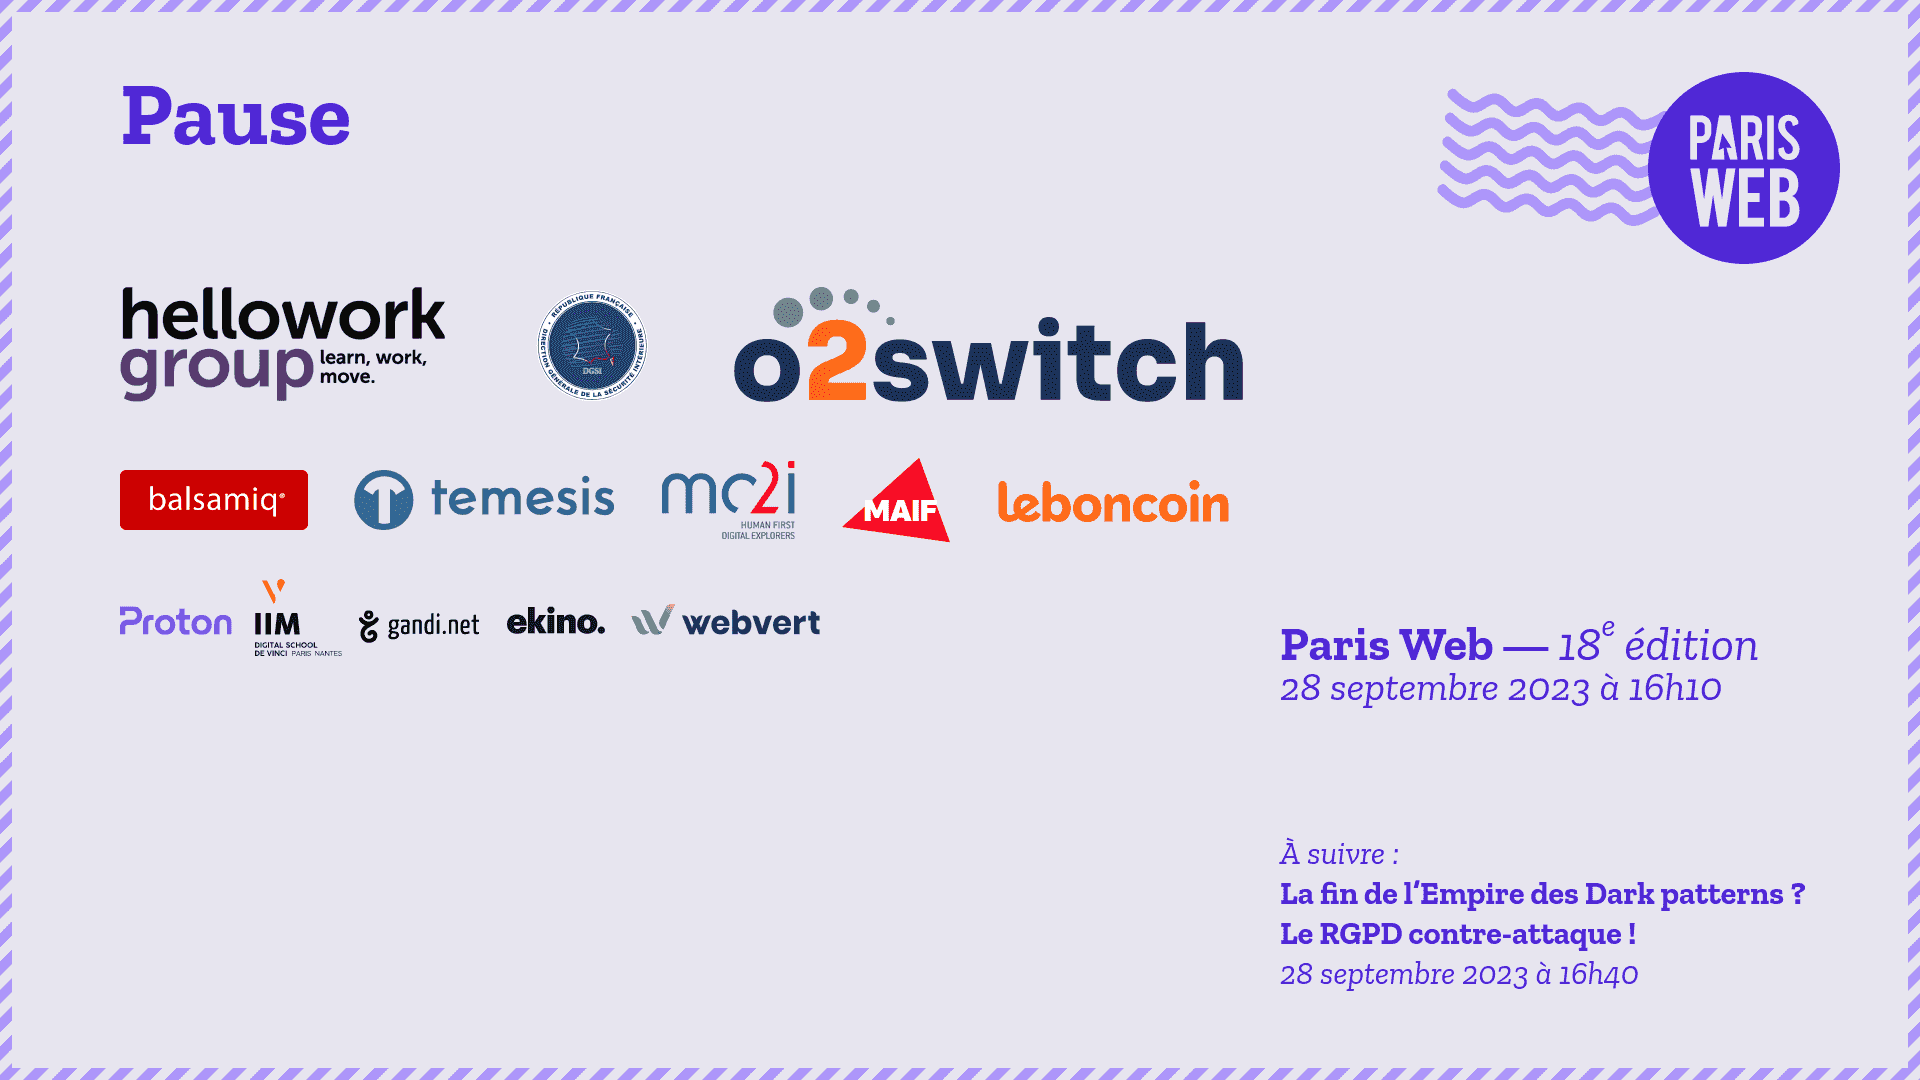 Pause
PARIS
WEB
hellowork
group learn, work,
move.
RÉPUBLIQUE FRANÇAISE
DIRECTION GÉNÉRALE DE LA SÉCURITÉ INTÉRIEURE
DGSI
o2switch
balsamiq®
temesis
mc2i
HUMAN FIRST
DIGITAL EXPLORERS
MAIF
leboncoin
Proton
IIM
DIGITAL SCHOOL
DE VINCI PARIS NANTES
gandi.net
ekino.
webvert
Paris Web — 18e édition
28 septembre 2023 à 16h10
À suivre :
La fin de l’Empire des Dark patterns ?
Le RGPD contre-attaque !
28 septembre 2023 à 16h40